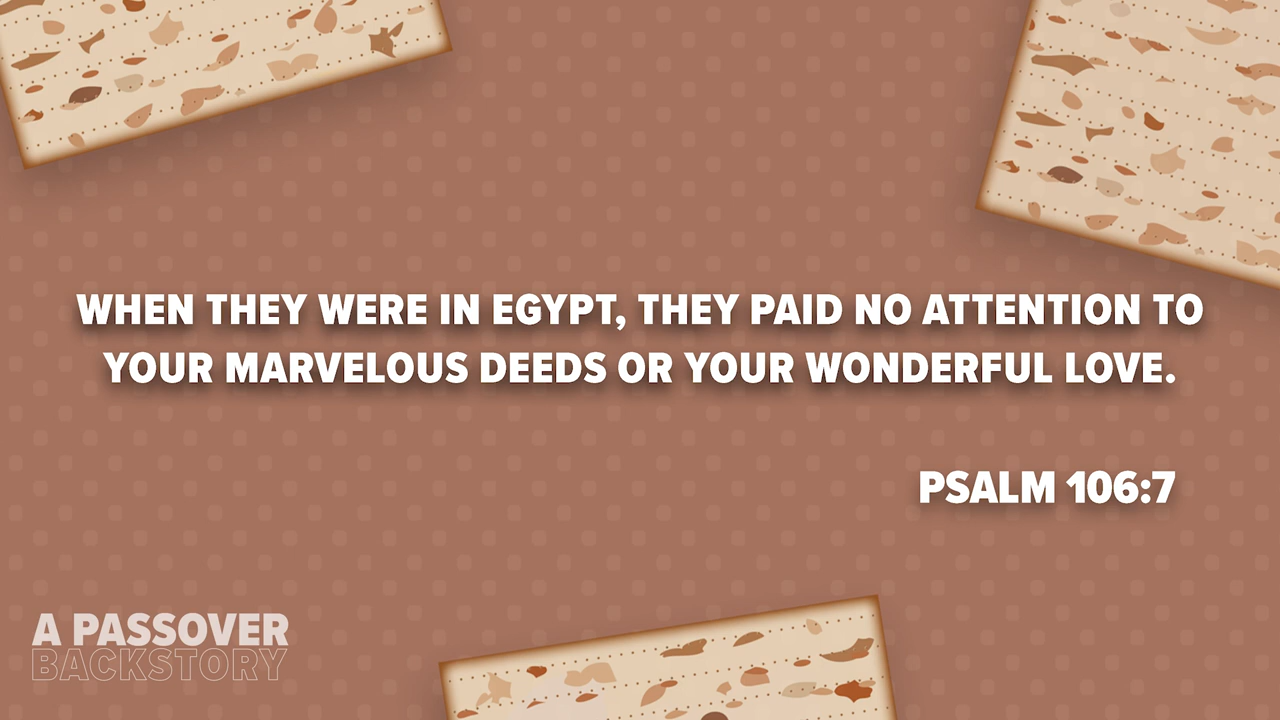 WHEN THEY WERE IN EGYPT, THEY PAID NO ATTENTION TO
YOUR MARVELOUS DEEDS OR YOUR WONDERFUL LOVE.
PSALM 106:7
A PASSOVER
BACKSTORY